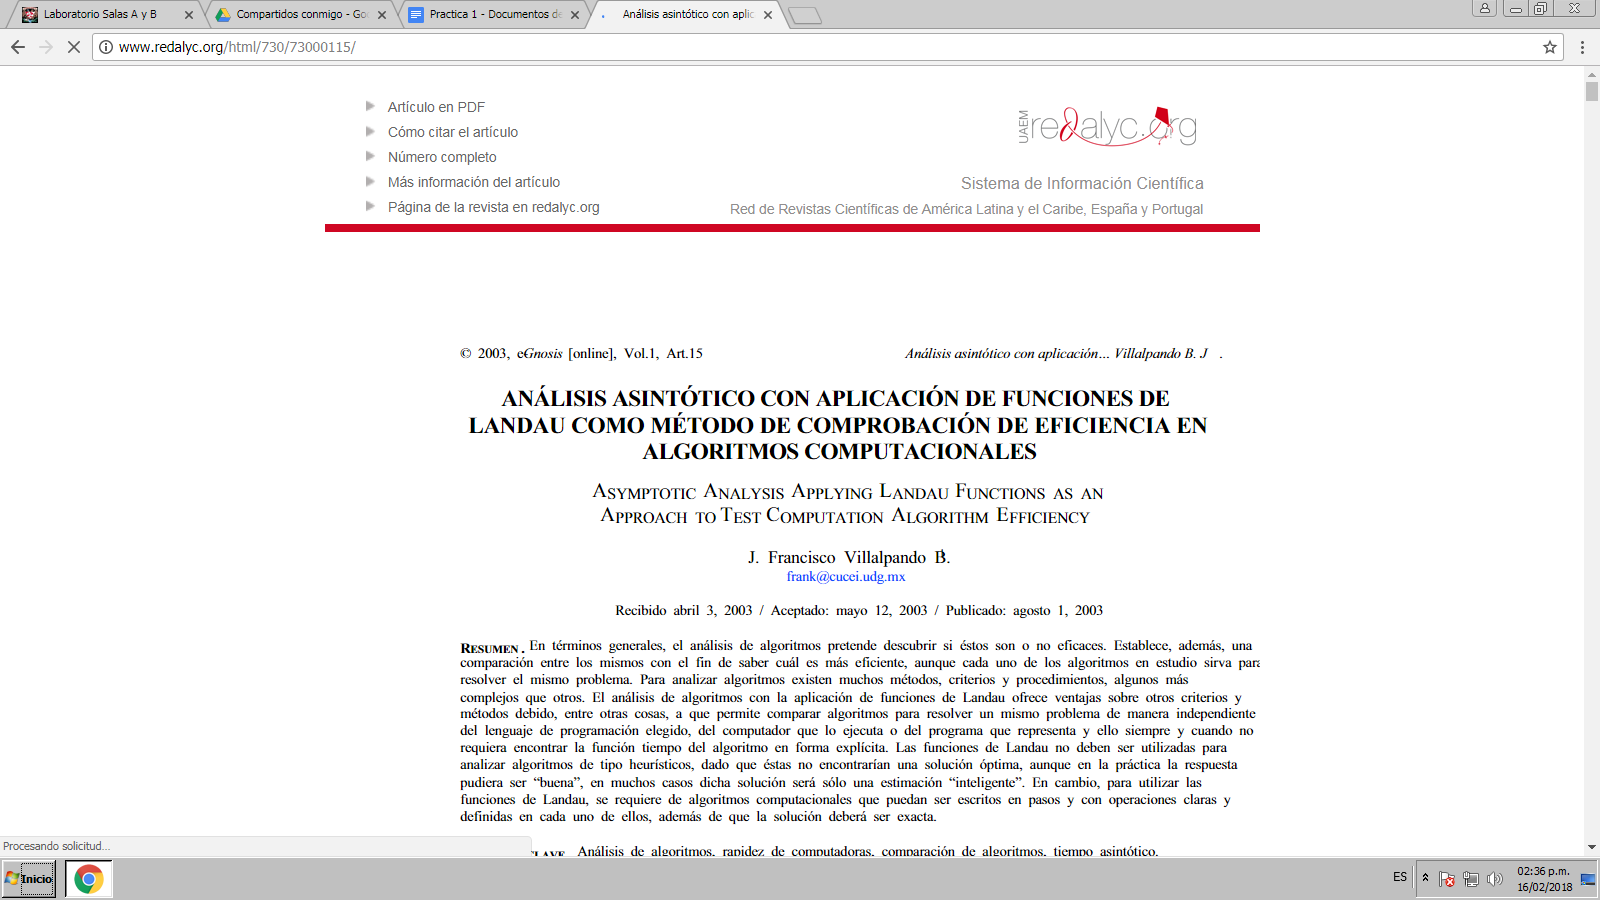 Laboratorio Salas A y B
Compartidos conmigo - Go
Practica 1 - Documentos de
Análisis asintótico con aplic
www.redalyc.org/html/730/73000115/
Artículo en PDF
Cómo citar el artículo
Número completo
Más información del artículo
Página de la revista en redalyc.org
UAEM redalyc.org
Sistema de Información Científica
Red de Revistas Científicas de América Latina y el Caribe, España y Portugal
© 2003, e-Gnosis [online], Vol.1, Art.15
Análisis asintótico con aplicación... Villalpando B. J .
ANÁLISIS ASINTÓTICO CON APLICACIÓN DE FUNCIONES DE
LANDAU COMO MÉTODO DE COMPROBACIÓN DE EFICIENCIA EN
ALGORITMOS COMPUTACIONALES
ASYMPTOTIC ANALYSIS APPLYING LANDAU FUNCTIONS AS AN
APPROACH TO TEST COMPUTATION ALGORITHM EFFICIENCY
J. Francisco Villalpando B.
frank@cucei.udg.mx
Recibido abril 3, 2003 / Aceptado: mayo 12, 2003 / Publicado: agosto 1, 2003
RESUMEN. En términos generales, el análisis de algoritmos pretende descubrir si éstos son o no eficaces. Establece, además, una
comparación entre los mismos con el fin de saber cuál es más eficiente, aunque cada uno de los algoritmos en estudio sirva para
resolver el mismo problema. Para analizar algoritmos existen muchos métodos, criterios y procedimientos, algunos más
complejos que otros. El análisis de algoritmos con la aplicación de funciones de Landau ofrece ventajas sobre otros criterios y
métodos debido, entre otras cosas, a que permite comparar algoritmos para resolver un mismo problema de manera independiente
del lenguaje de programación elegido, del computador que lo ejecuta o del programa que representa y ello siempre y cuando no
requiera encontrar la función tiempo del algoritmo en forma explícita. Las funciones de Landau no deben ser utilizadas para
analizar algoritmos de tipo heurísticos, dado que éstas no encontrarían una solución óptima, aunque en la práctica la respuesta
pudiera ser “buena”, en muchos casos dicha solución será sólo una estimación “inteligente”. En cambio, para utilizar las
funciones de Landau, se requiere de algoritmos computacionales que puedan ser escritos en pasos y con operaciones claras y
definidas en cada uno de ellos, además de que la solución deberá ser exacta.
Procesando solicitud...
LAVE Análisis de algoritmos, rapidez de computadoras, comparación de algoritmos, tiempo asintótico.
Inicio
ES
02:36 p.m.
16/02/2018